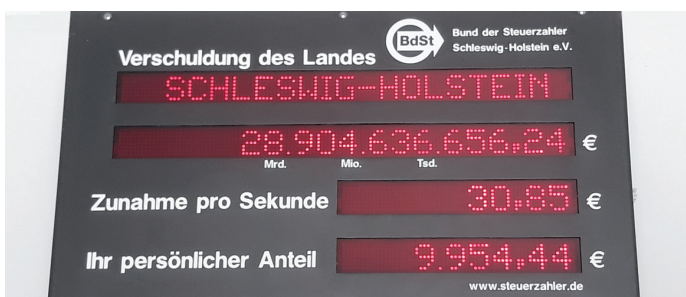 BdSt
Bund der Steuerzahler
Schleswig-Holstein e.V.
Verschuldung des Landes
SCHLESWIG-HOLSTEIN
28.904.636.656,24 €
Mrd. Mio. Tsd.
Zunahme pro Sekunde 30,85 €
Ihr persönlicher Anteil 9.954,44 €
www.steuerzahler.de